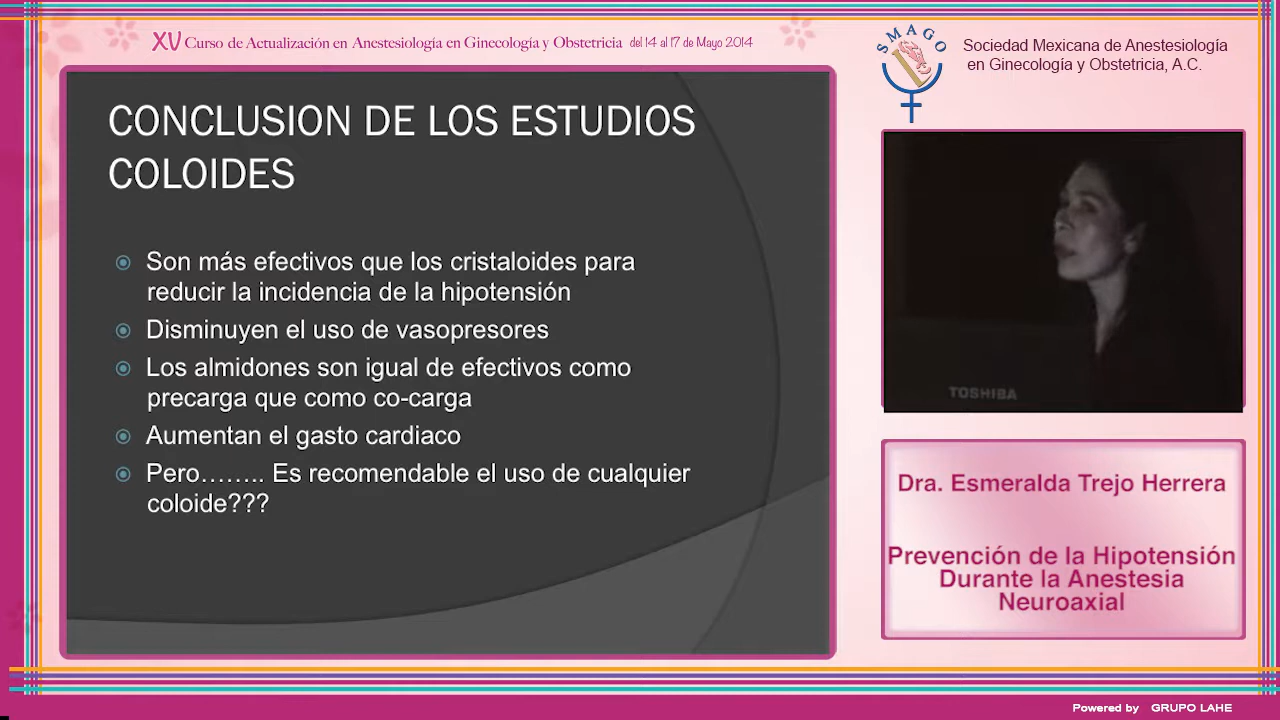 XV Curso de Actualización en Anestesiología en Ginecología y Obstetricia del 14 al 17 de Mayo 2014
SMAGO
Sociedad Mexicana de Anestesiología
en Ginecología y Obstetricia, A.C.
CONCLUSION DE LOS ESTUDIOS
COLOIDES
Son más efectivos que los cristaloides para
reducir la incidencia de la hipotensión
Disminuyen el uso de vasopresores
Los almidones son igual de efectivos como
precarga que como co-carga
Aumentan el gasto cardiaco
Pero…….. Es recomendable el uso de cualquier
coloide???
TOSHIBA
Dra. Esmeralda Trejo Herrera
Prevención de la Hipotensión
Durante la Anestesia
Neuroaxial
Powered by GRUPO LAHE